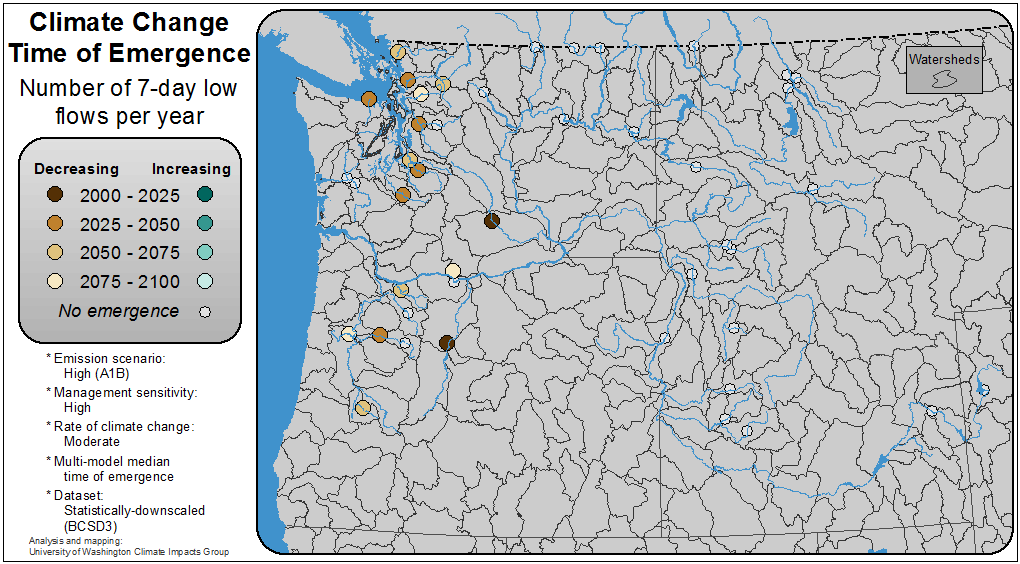 Climate Change
Time of Emergence
Number of 7-day low
flows per year
Decreasing Increasing
2000 - 2025
2025 - 2050
2050 - 2075
2075 - 2100
No emergence
* Emission scenario:
High (A1B)
* Management sensitivity:
High
* Rate of climate change:
Moderate
* Multi-model median
time of emergence
* Dataset:
Statistically-downscaled
(BCSD3)
Analysis and mapping:
University of Washington Climate Impacts Group
Watersheds